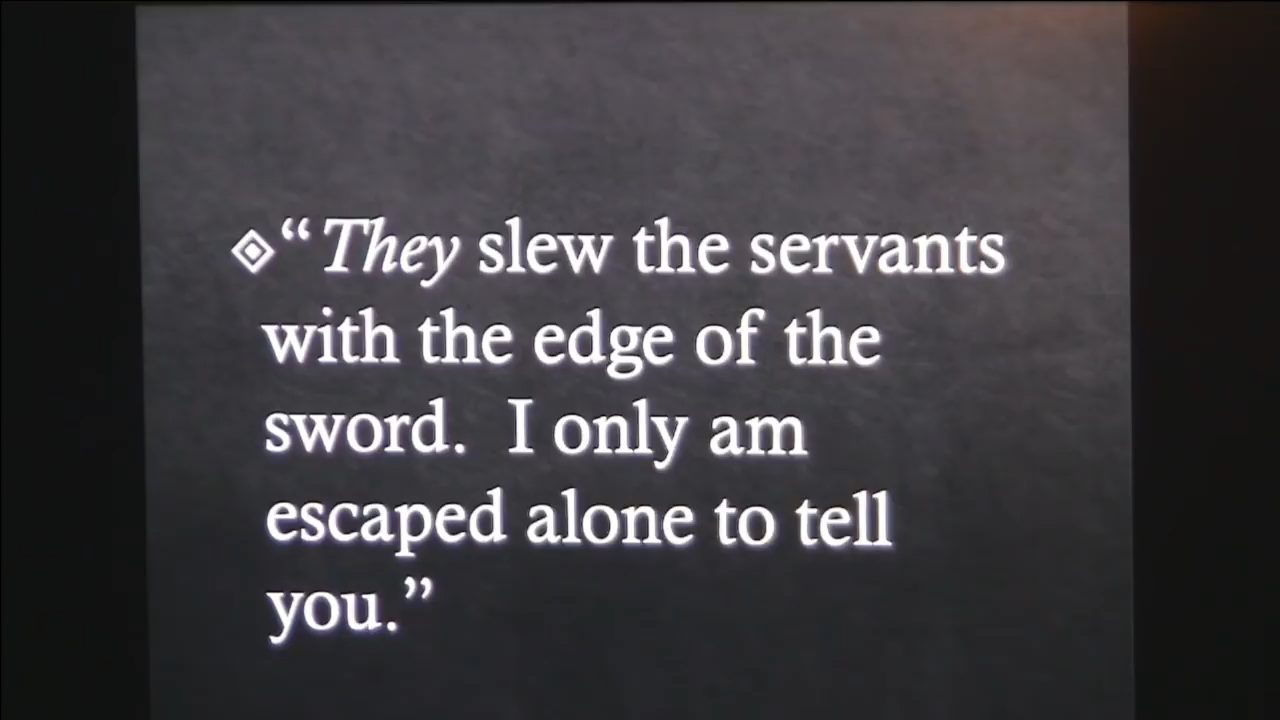 “They slew the servants
with the edge of the
sword. I only am
escaped alone to tell
you.”